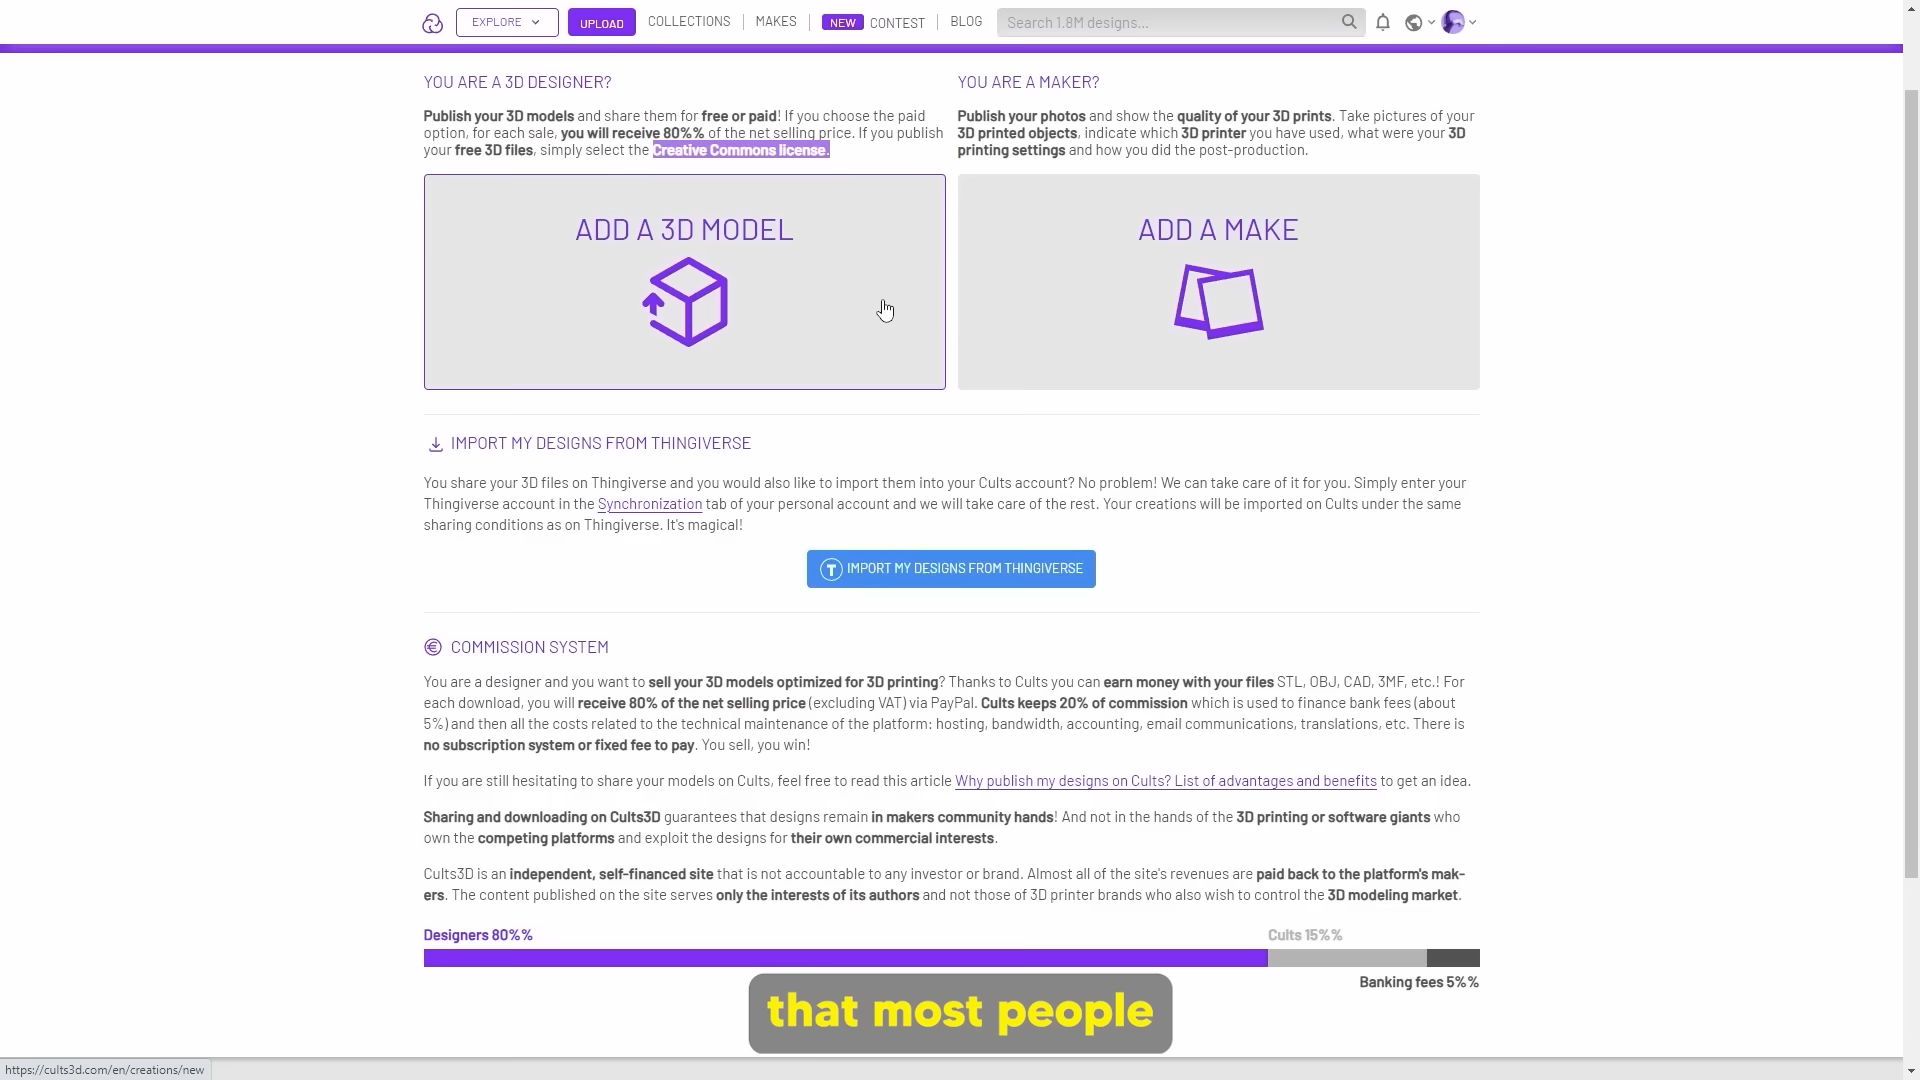 EXPLORE
UPLOAD
COLLECTIONS
MAKES
NEW
CONTEST
BLOG
Search 1.8M designs...
YOU ARE A 3D DESIGNER?
Publish your 3D models and share them for free or paid! If you choose the paid
option, for each sale, you will receive 80%% of the net selling price. If you publish
your free 3D files, simply select the Creative Commons license.
YOU ARE A MAKER?
Publish your photos and show the quality of your 3D prints. Take pictures of your
3D printed objects, indicate which 3D printer you have used, what were your 3D
printing settings and how you did the post-production.
ADD A 3D MODEL
ADD A MAKE
IMPORT MY DESIGNS FROM THINGIVERSE
You share your 3D files on Thingiverse and you would also like to import them into your Cults account? No problem! We can take care of it for you. Simply enter your
Thingiverse account in the Synchronization tab of your personal account and we will take care of the rest. Your creations will be imported on Cults under the same
sharing conditions as on Thingiverse. It's magical!
T IMPORT MY DESIGNS FROM THINGIVERSE
COMMISSION SYSTEM
You are a designer and you want to sell your 3D models optimized for 3D printing? Thanks to Cults you can earn money with your files STL, OBJ, CAD, 3MF, etc.! For
each download, you will receive 80% of the net selling price (excluding VAT) via PayPal. Cults keeps 20% of commission which is used to finance bank fees (about
5%) and then all the costs related to the technical maintenance of the platform: hosting, bandwidth, accounting, email communications, translations, etc. There is
no subscription system or fixed fee to pay. You sell, you win!
If you are still hesitating to share your models on Cults, feel free to read this article Why publish my designs on Cults? List of advantages and benefits to get an idea.
Sharing and downloading on Cults3D guarantees that designs remain in makers community hands! And not in the hands of the 3D printing or software giants who
own the competing platforms and exploit the designs for their own commercial interests.
Cults3D is an independent, self-financed site that is not accountable to any investor or brand. Almost all of the site's revenues are paid back to the platform's mak-
ers. The content published on the site serves only the interests of its authors and not those of 3D printer brands who also wish to control the 3D modeling market.
Designers 80%%
Cults 15%%
Banking fees 5%%
that most people
https://cults3d.com/en/creations/new